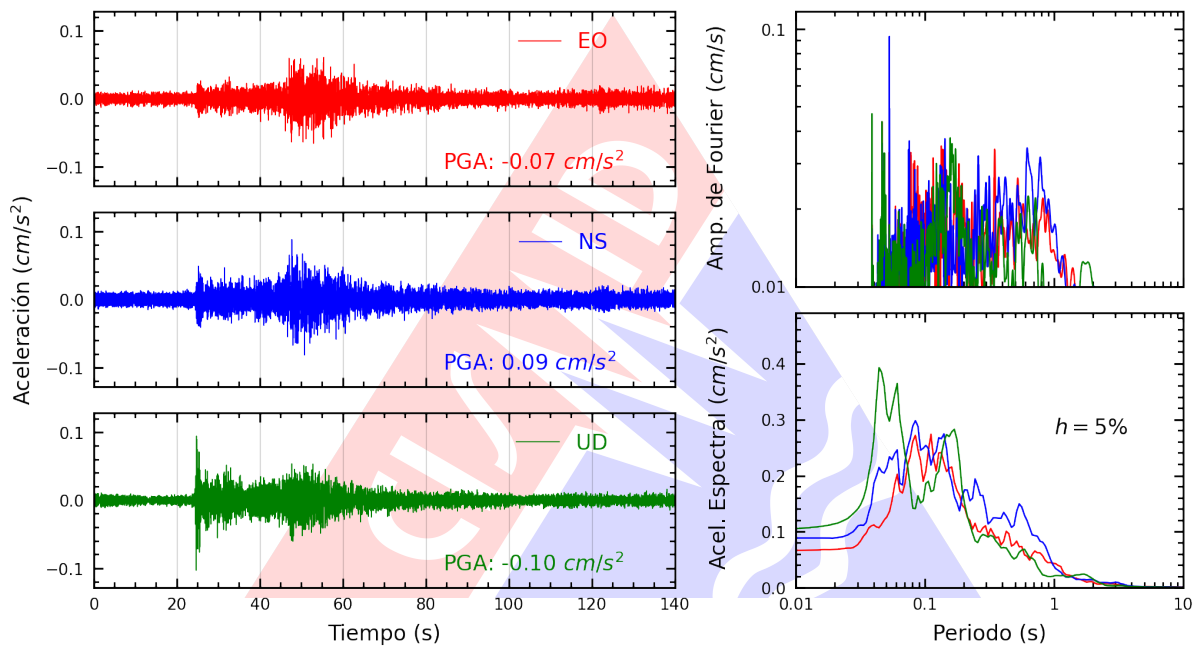 Aceleración (cm/s²)
0.1
0.0
−0.1
EO
PGA: -0.07 cm/s²
0.1
0.0
−0.1
NS
PGA: 0.09 cm/s²
0.1
0.0
−0.1
UD
PGA: -0.10 cm/s²
0 20 40 60 80 100 120 140
Tiempo (s)
Amp. de Fourier (cm/s)
0.1
0.01
Acel. Espectral (cm/s²)
0.4
0.3
0.2
0.1
0.0
h = 5%
0.01 0.1 1 10
Periodo (s)